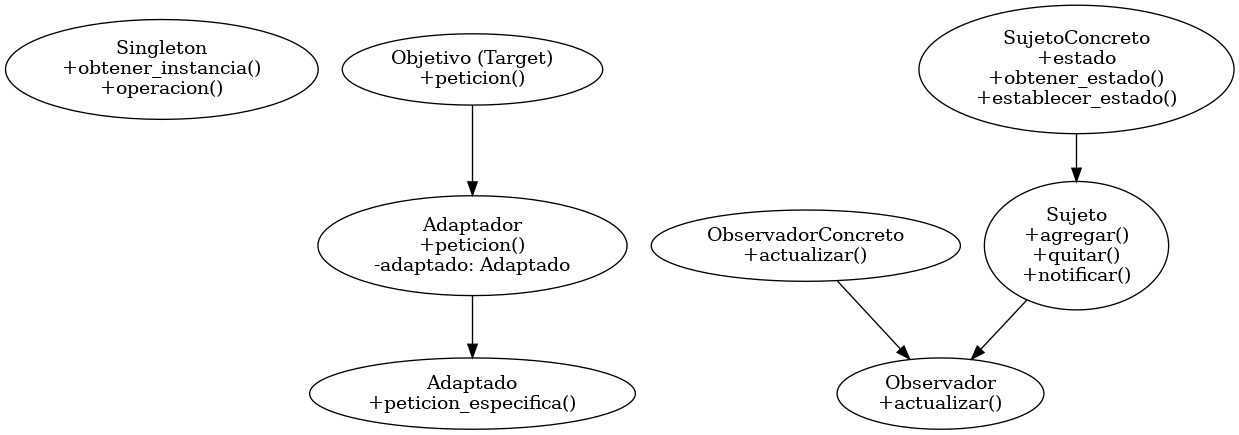 Singleton
+obtener_instancia()
+operacion()
Objetivo (Target)
+peticion()
SujetoConcreto
+estado
+obtener_estado()
+establecer_estado()
Adaptador
+peticion()
-adaptado: Adaptado
ObservadorConcreto
+actualizar()
Sujeto
+agregar()
+quitar()
+notificar()
Adaptado
+peticion_especifica()
Observador
+actualizar()